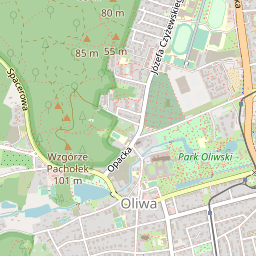 80 m
85 m
55 m
Józefa Czyżewskiego
Spacerowa
Wzgórze
Pachołek
101 m
Opacka
Park Oliwski
Oliwa